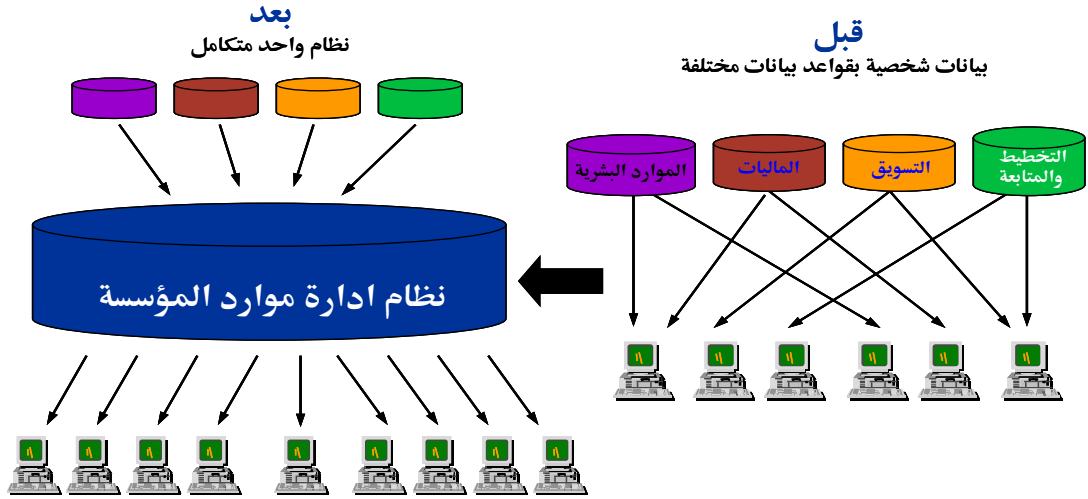 قبل
بيانات شخصية بقواعد بيانات مختلفة
التخطيط
والمتابعة
التسويق
الماليات
الموارد البشرية
بعد
نظام واحد متكامل
نظام ادارة موارد المؤسسة